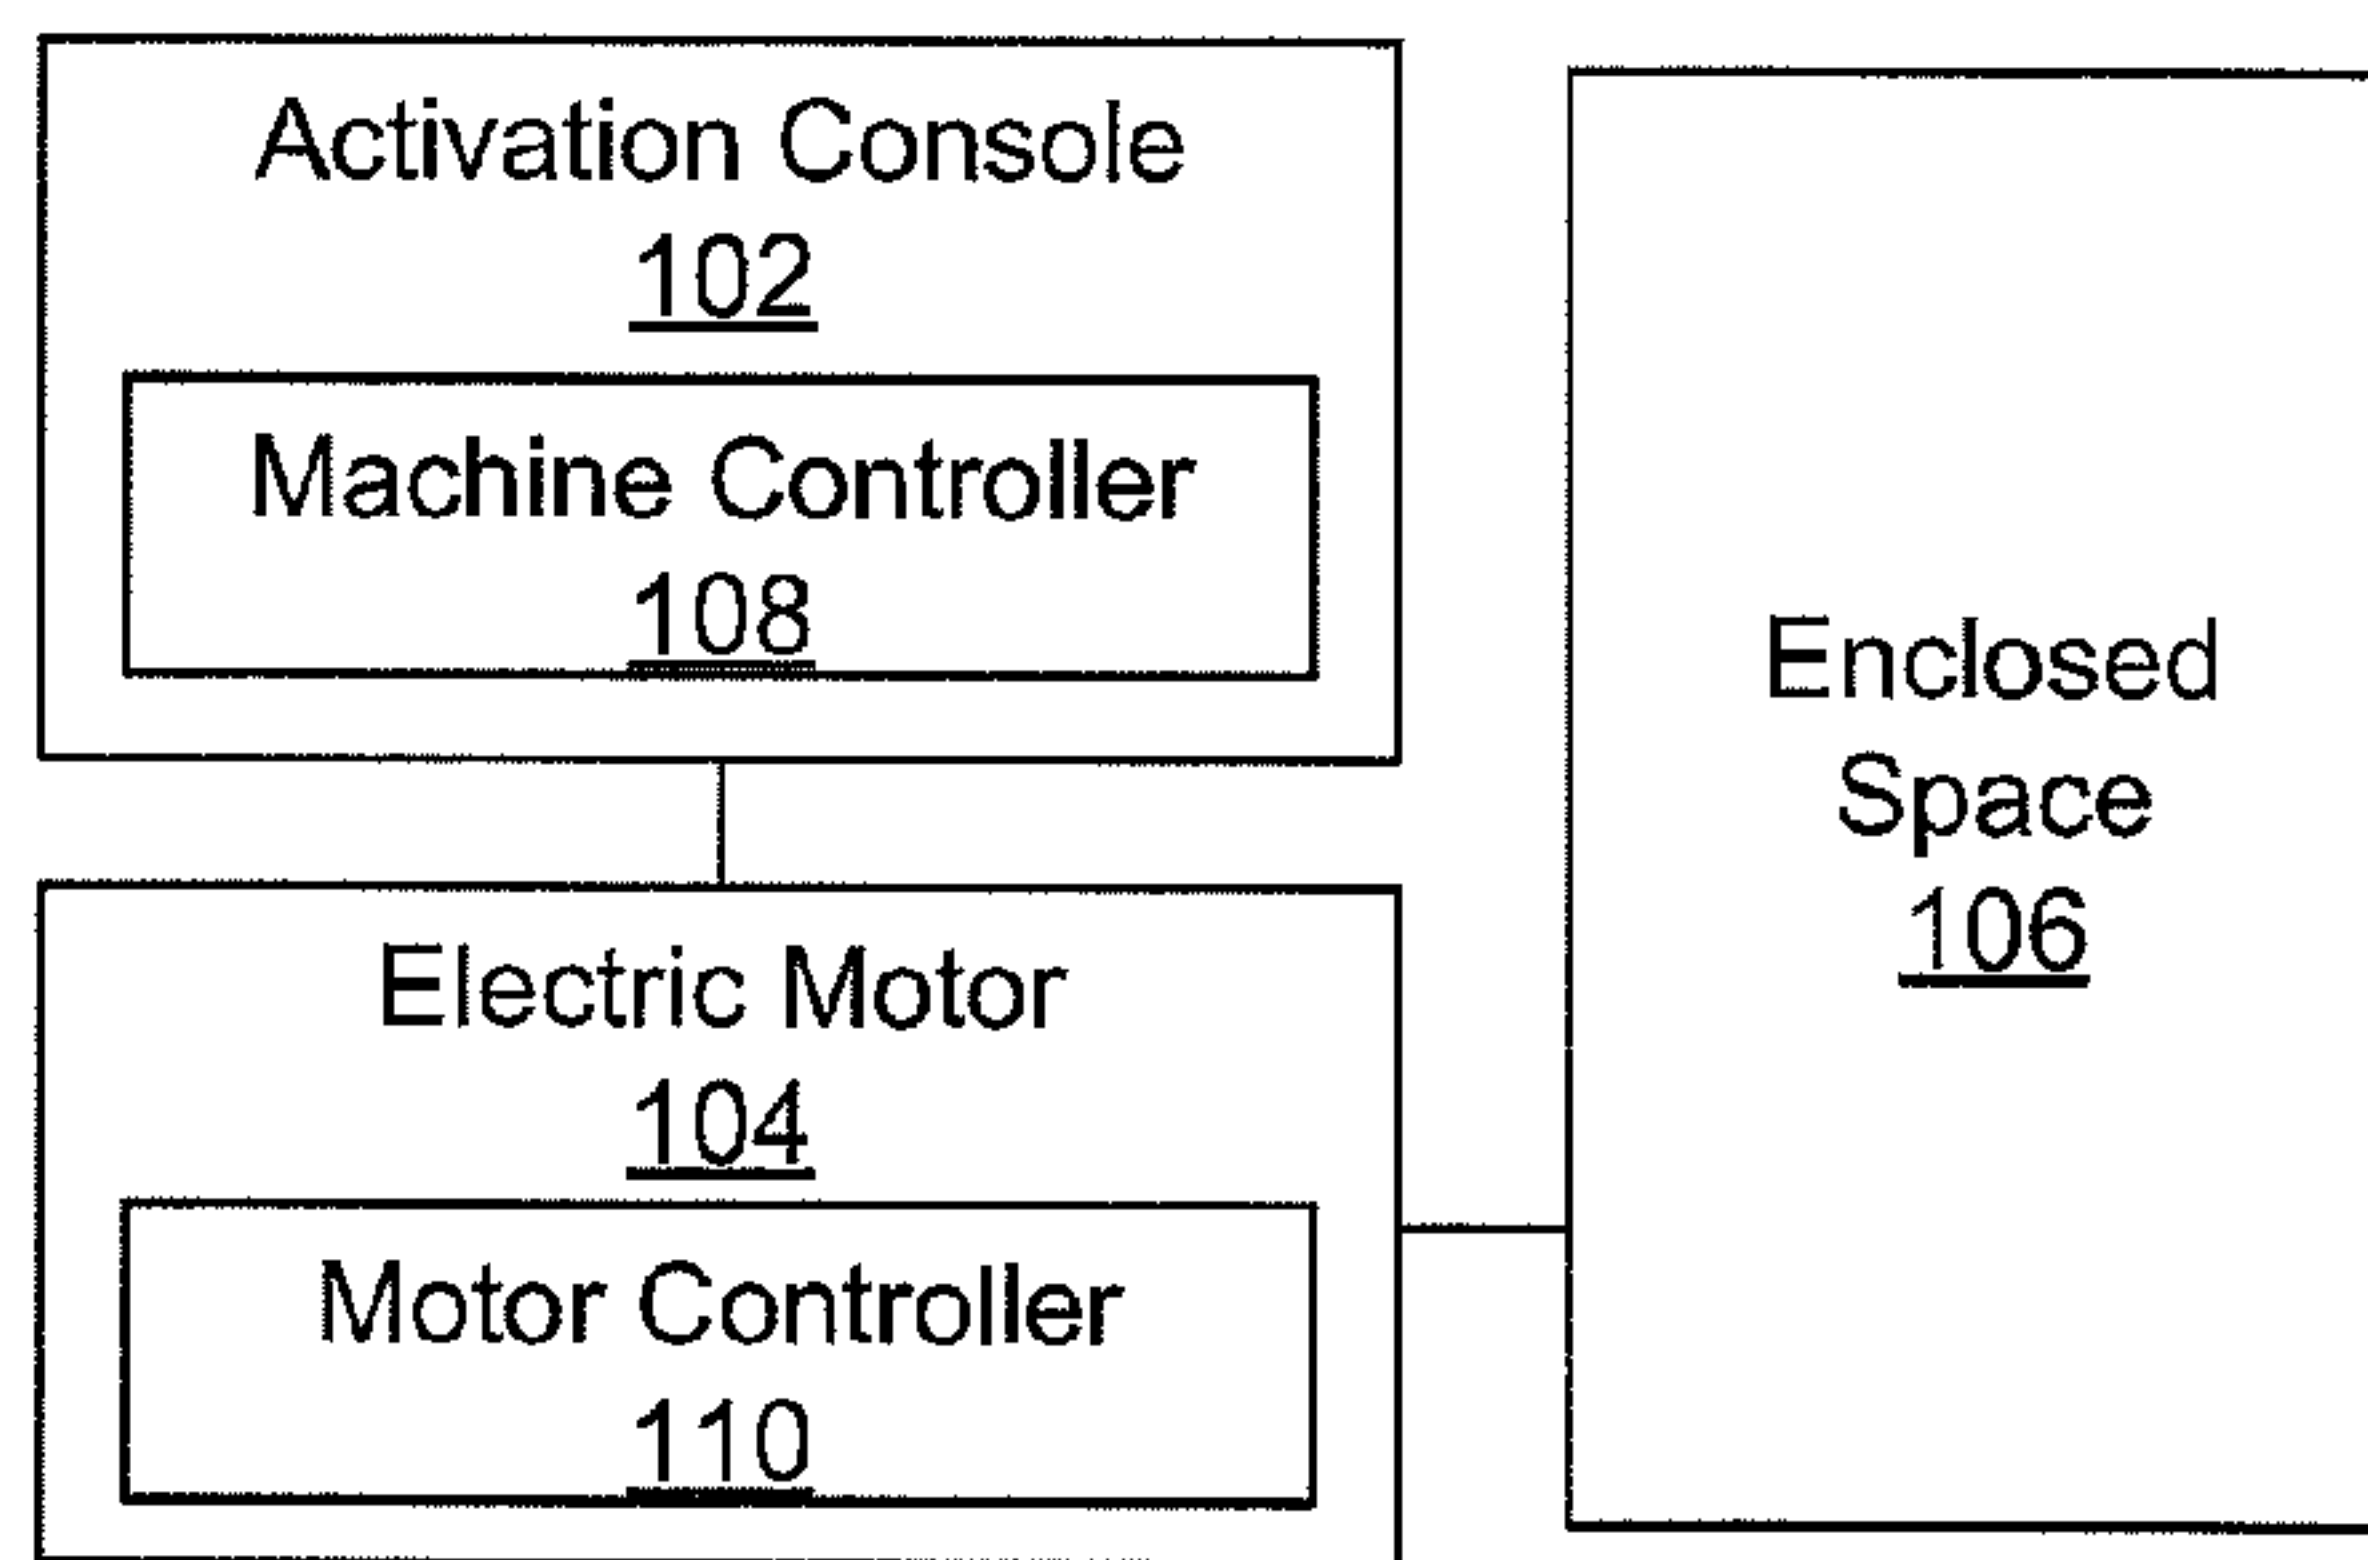 Activation Console
102
Machine Controller
108
Electric Motor
104
Motor Controller
110
Enclosed
Space
106